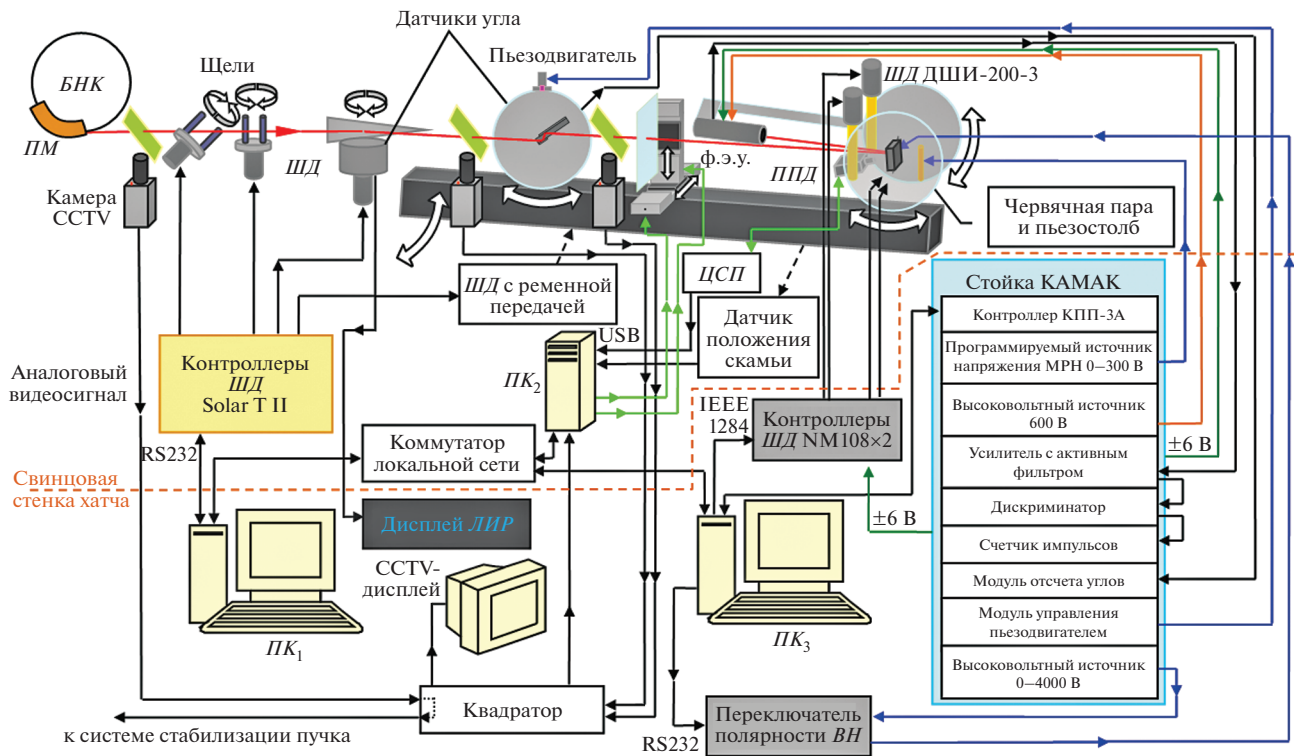 Датчики угла
БНК
Щели
Пьезодвигатель
ШД ДШИ-200-3
ПМ
ШД
ф.э.у.
ППД
Камера
CCTV
Червячная пара
и пьезостолб
ШД с ременной
передачей
ЦСП
Стойка КАМАК
Контроллер КПП-3А
Датчик
положения
скамьи
USB
Программируемый источник
напряжения МРН 0–300 В
Аналоговый
видеосигнал
Контроллеры
ШД
Solar T II
ПК2
Высоковольтный источник
600 В
IEEE
1284
Контроллеры
ШД NM108×2
±6 В
RS232
Коммутатор
локальной сети
Усилитель с активным
фильтром
Свинцовая
стенка хатча
Дискриминатор
Дисплей ЛИР
±6 В
Счетчик импульсов
CCTV-
дисплей
Модуль отсчета углов
Модуль управления
пьезодвигателем
ПК1
ПК3
Высоковольтный источник
0–4000 В
Квадратор
Переключатель
полярности ВН
к системе стабилизации пучка
RS232